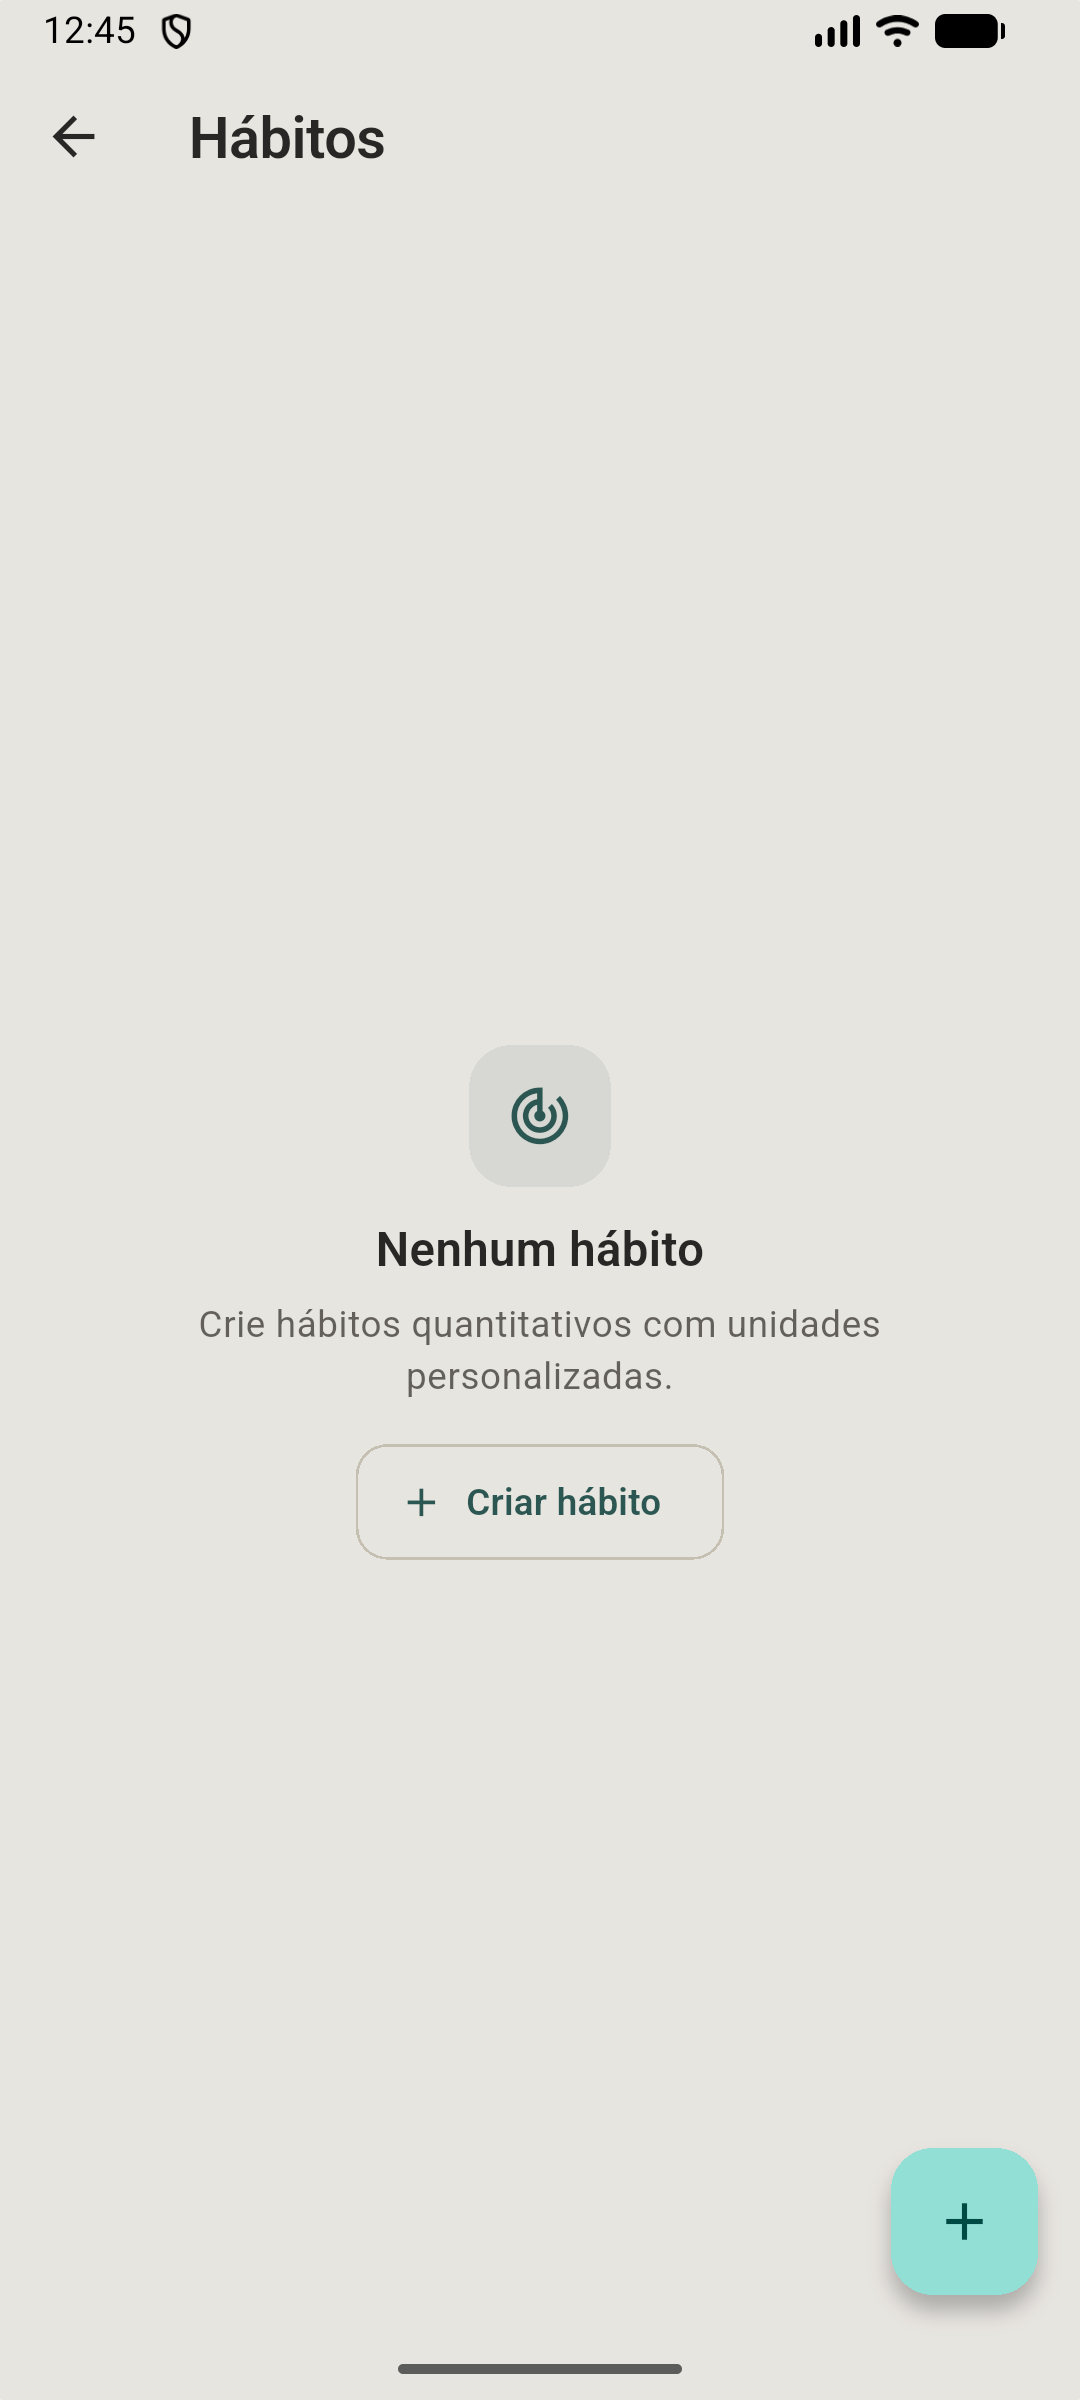 12:45
Hábitos
Nenhum hábito
Crie hábitos quantitativos com unidades
personalizadas.
Criar hábito